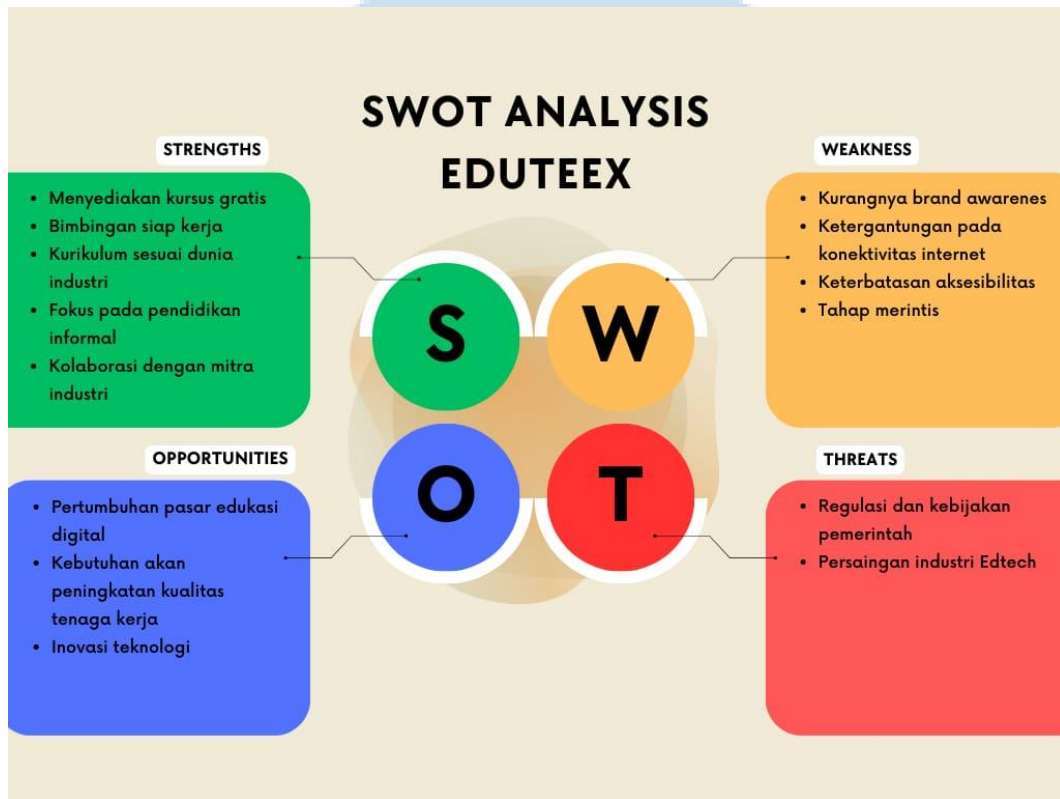 SWOT ANALYSIS
EDUTEEX
STRENGTHS
• Menyediakan kursus gratis
• Bimbingan siap kerja
• Kurikulum sesuai dunia
industri
• Fokus pada pendidikan
informal
• Kolaborasi dengan mitra
industri
WEAKNESS
• Kurangnya brand awarenes
• Ketergantungan pada
konektivitas internet
• Keterbatasan aksesibilitas
• Tahap merintis
S
W
O
T
OPPORTUNITIES
• Pertumbuhan pasar edukasi
digital
• Kebutuhan akan
peningkatan kualitas
tenaga kerja
• Inovasi teknologi
THREATS
• Regulasi dan kebijakan
pemerintah
• Persaingan industri Edtech